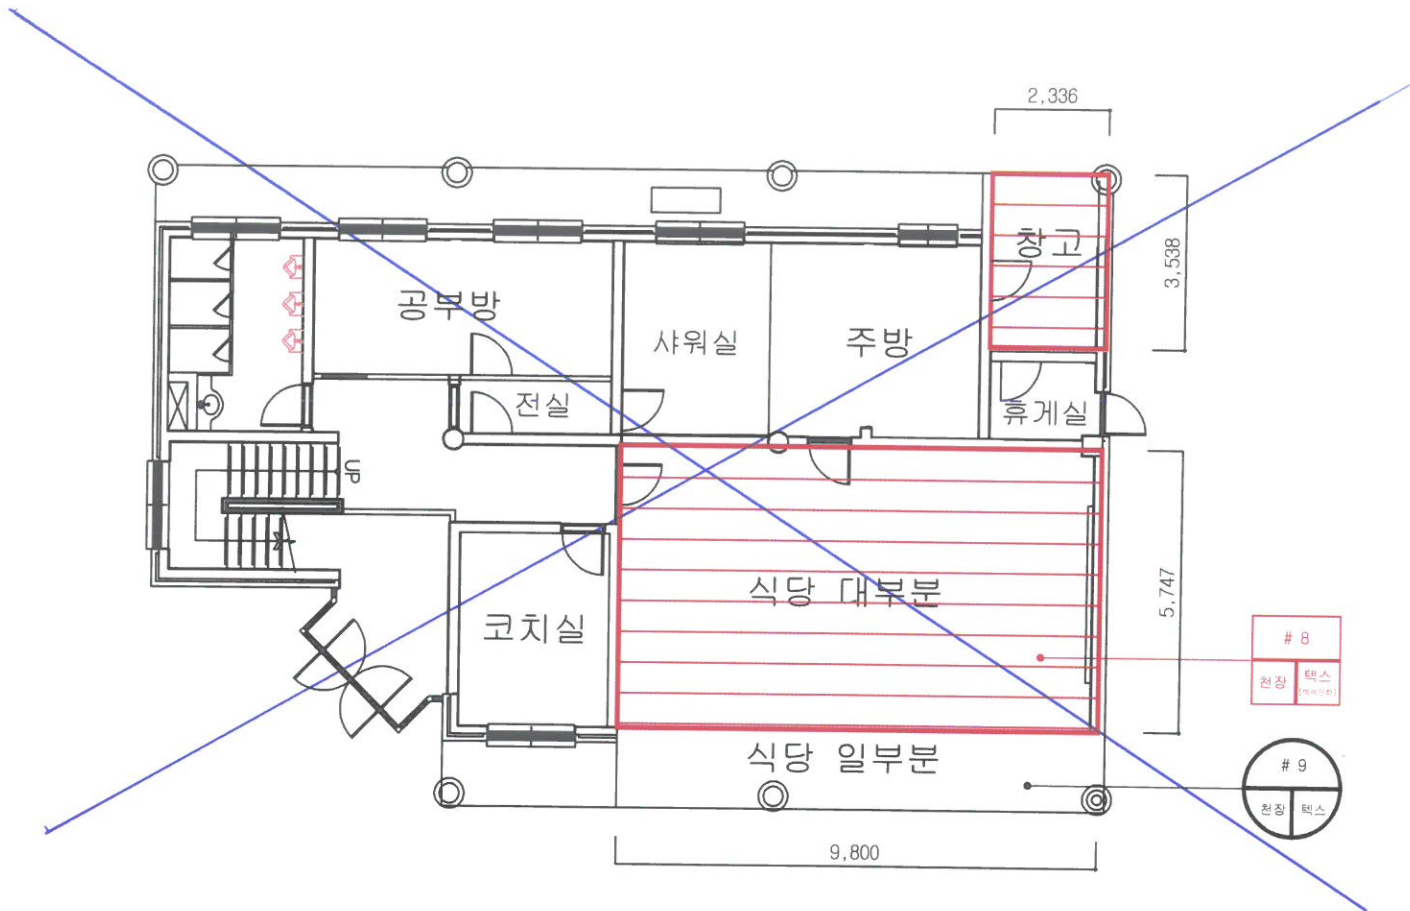 2,336
창고
3,538
공부방
샤워실
주방
전실
휴게실
UP
식당 대부분
5.747
코치실
# 8
천장
텍스
식당 일부분
# 9
천장
텍스
9,800